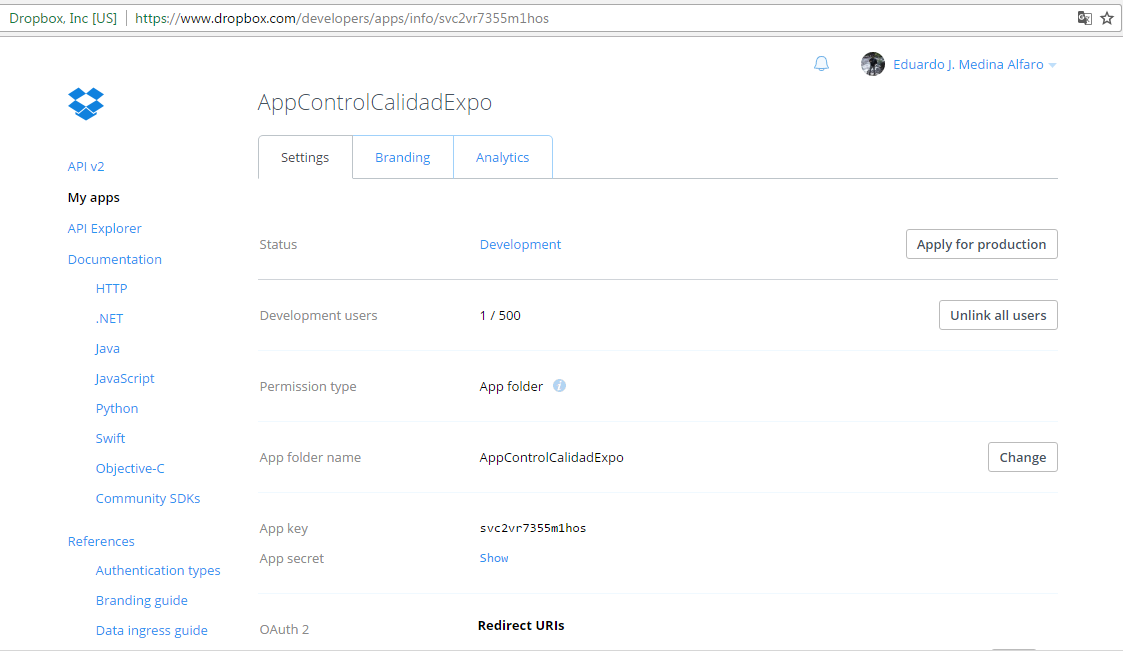 Dropbox, Inc [US] | https://www.dropbox.com/developers/apps/info/svc2vr7355m1hos
Eduardo J. Medina Alfaro
AppControlCalidadExpo
Settings Branding Analytics
API v2
My apps
API Explorer
Documentation
HTTP
.NET
Java
JavaScript
Python
Swift
Objective-C
Community SDKs
References
Authentication types
Branding guide
Data ingress guide
Status Development Apply for production
Development users 1 / 500 Unlink all users
Permission type App folder
App folder name AppControlCalidadExpo Change
App key svc2vr7355m1hos
App secret Show
OAuth 2 Redirect URIs